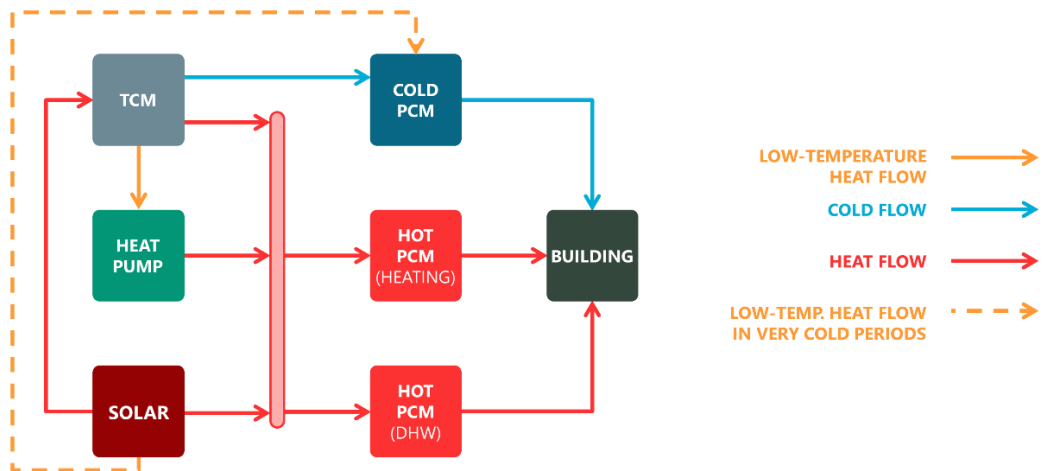 TCM
COLD
PCM
HEAT
PUMP
HOT
PCM
(HEATING)
BUILDING
SOLAR
HOT
PCM
(DHW)
LOW-TEMPERATURE
HEAT FLOW
COLD FLOW
HEAT FLOW
LOW-TEMP. HEAT FLOW
IN VERY COLD PERIODS